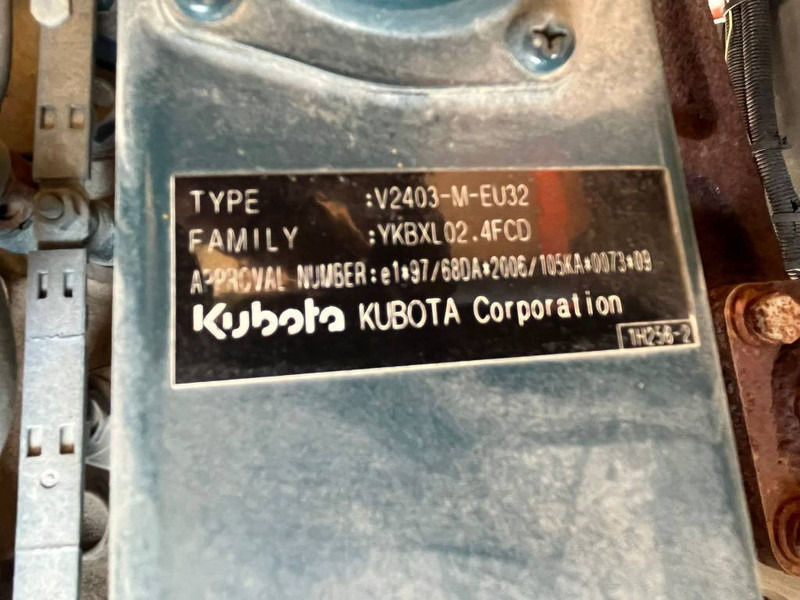 TYPE :V2403-M-EU32
FAMILY :YKBXL02.4FCD
APPROVAL NUMBER:e1*97/68DA*2006/105KA*0073*09
Kubota KUBOTA Corporation
1H256-2